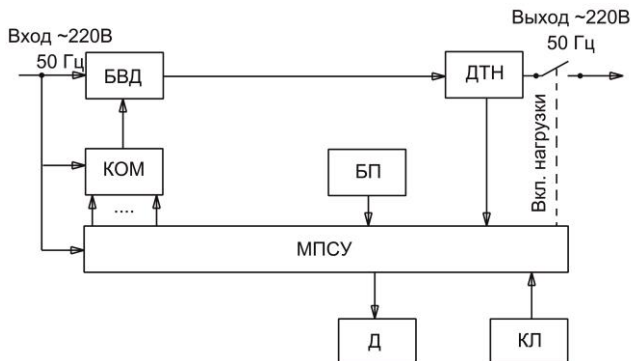 Вход ~220В
50 Гц
Выход ~220В
50 Гц
БВД
ДТН
КОМ
....
БП
Вкл. нагрузки
МПСУ
Д
КЛ